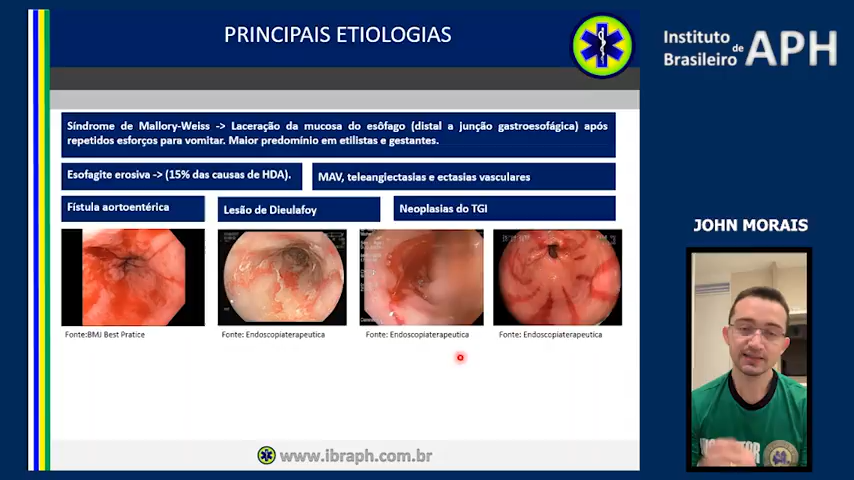 PRINCIPAIS ETIOLOGIAS
Instituto de
Brasileiro APH
Síndrome de Mallory-Weiss -> Laceração da mucosa do esôfago (distal a junção gastroesofágica) após
repetidos esforços para vomitar. Maior predomínio em etilistas e gestantes.
Esofagite erosiva -> (15% das causas de HDA).
MAV, teleangiectasias e ectasias vasculares
Fístula aortoentérica
Lesão de Dieulafoy
Neoplasias do TGI
JOHN MORAIS
Fonte:BMJ Best Pratice
Fonte: Endoscopiaterapeutica
Fonte: Endoscopiaterapeutica
Fonte: Endoscopiaterapeutica
www.ibraph.com.br